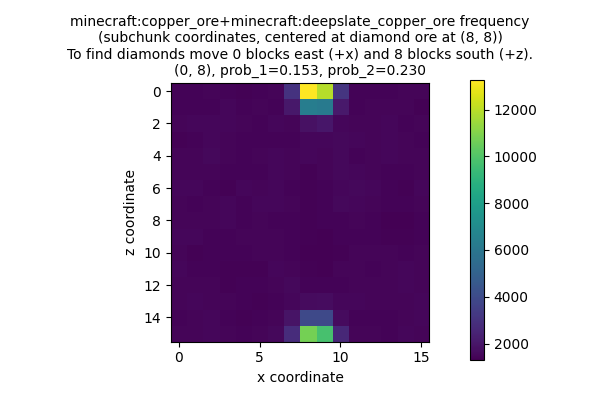 minecraft:copper_ore+minecraft:deepslate_copper_ore frequency
(subchunk coordinates, centered at diamond ore at (8, 8))
To find diamonds move 0 blocks east (+x) and 8 blocks south (+z).
(0, 8), prob_1=0.153, prob_2=0.230
0
2
4
6
8
10
12
14
z coordinate
0 5 10 15
x coordinate
12000
10000
8000
6000
4000
2000